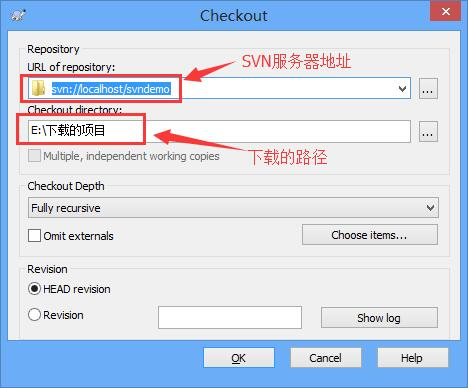 Checkout
Repository
URL of repository:
SVN服务器地址
svn://localhost/svndemo
...
Checkout directory:
E:\下载的项目
...
Multiple, independent working copies
下载的路径
Checkout Depth
Fully recursive
Omit externals
Choose items...
Revision
HEAD revision
Revision
Show log
OK
Cancel
Help